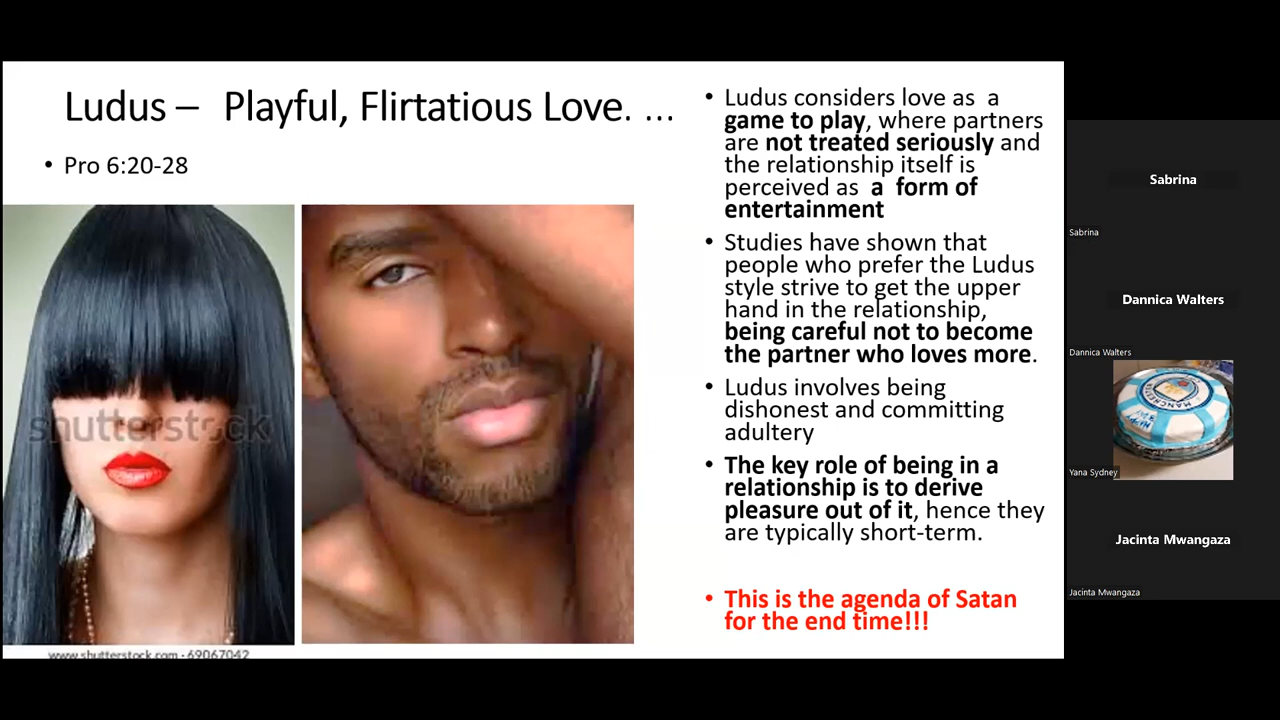 Ludus – Playful, Flirtatious Love. ...
• Pro 6:20-28
shutterstock
www.shutterstock.com · 69067042
• Ludus considers love as a
game to play, where partners
are not treated seriously and
the relationship itself is
perceived as a form of
entertainment
• Studies have shown that
people who prefer the Ludus
style strive to get the upper
hand in the relationship,
being careful not to become
the partner who loves more.
• Ludus involves being
dishonest and committing
adultery
• The key role of being in a
relationship is to derive
pleasure out of it, hence they
are typically short-term.
• This is the agenda of Satan
for the end time!!!
Sabrina
Sabrina
Dannica Walters
Dannica Walters
MANCHES
Yana Sydney
Jacinta Mwangaza
Jacinta Mwangaza